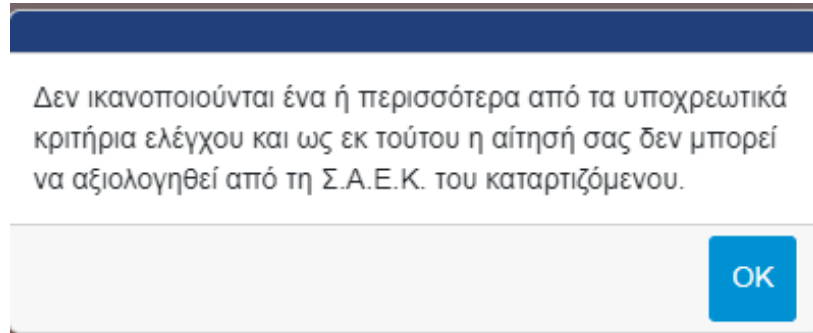 Δεν ικανοποιούνται ένα ή περισσότερα από τα υποχρεωτικά
κριτήρια ελέγχου και ως εκ τούτου η αίτησή σας δεν μπορεί
να αξιολογηθεί από τη Σ.Α.Ε.Κ. του καταρτιζόμενου.
OK